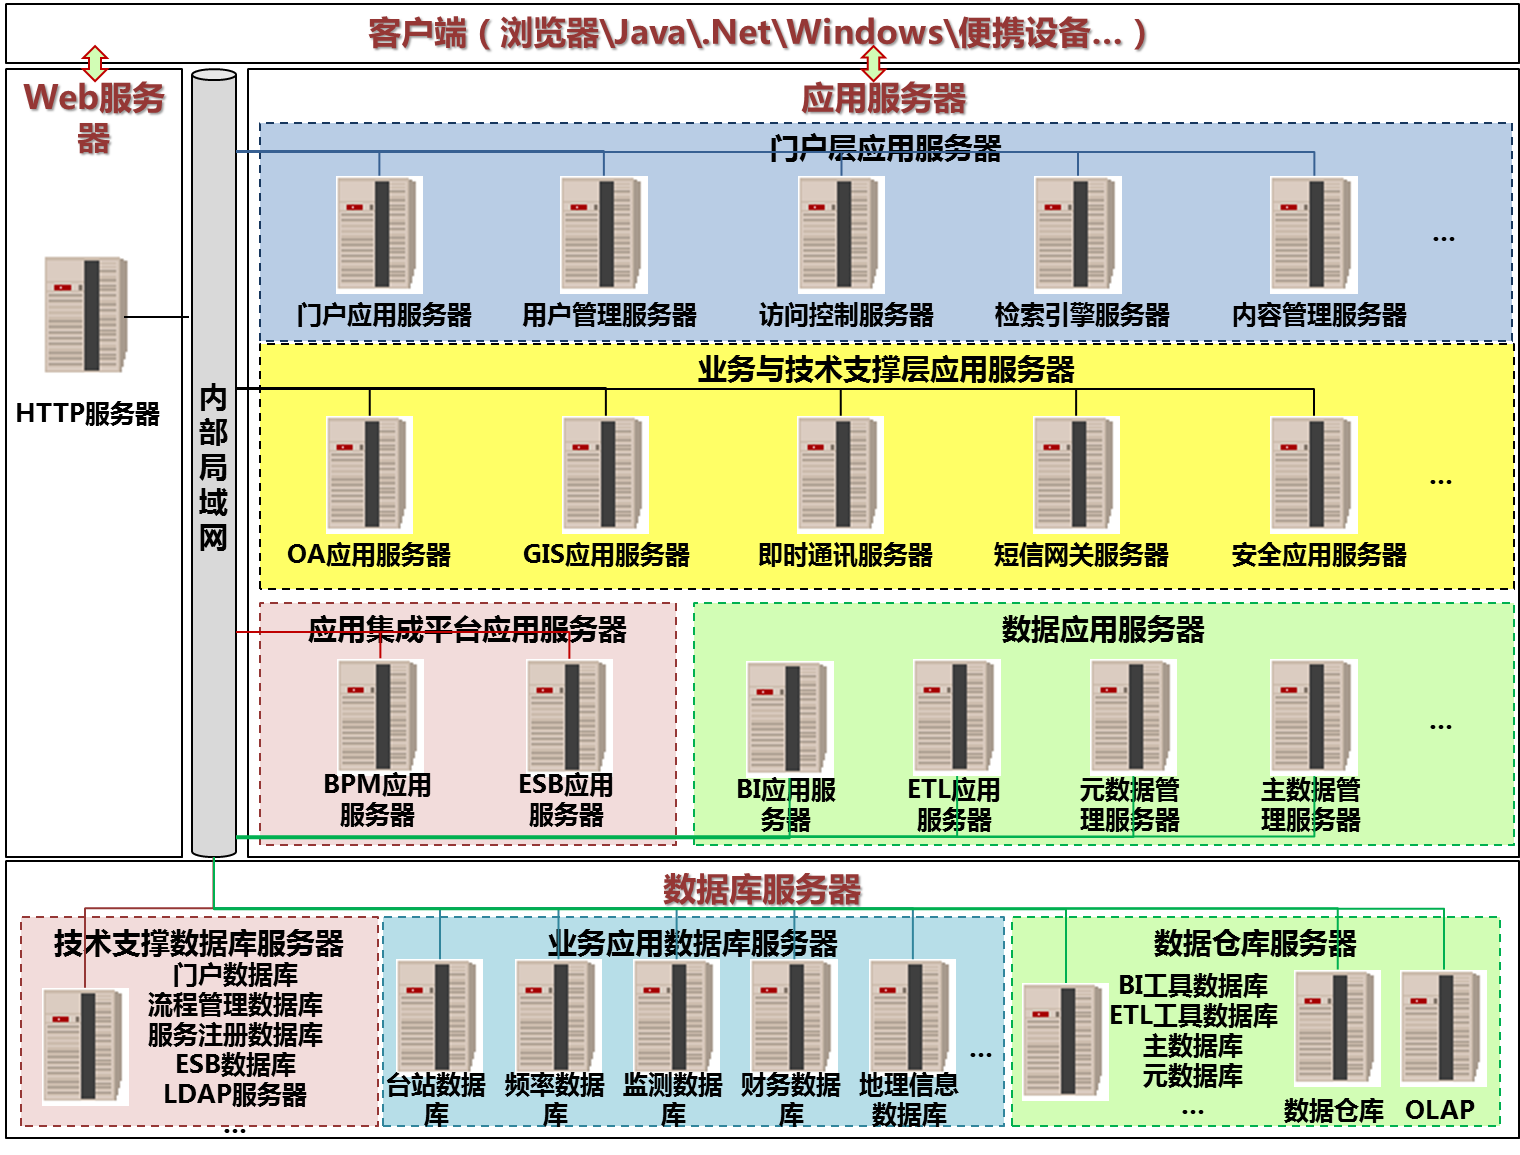 客户端（浏览器\Java\.Net\Windows\便携设备...）
Web服务
器
应用服务器
门户层应用服务器
...
门户应用服务器
用户管理服务器
访问控制服务器
检索引擎服务器
内容管理服务器
HTTP服务器
内
部
局
域
网
业务与技术支撑层应用服务器
...
OA应用服务器
GIS应用服务器
即时通讯服务器
短信网关服务器
安全应用服务器
应用集成平台应用服务器
BPM应用
服务器
ESB应用
服务器
数据应用服务器
...
BI应用服
务器
ETL应用
服务器
元数据管
理服务器
主数据管
理服务器
数据库服务器
技术支撑数据库服务器
门户数据库
流程管理数据库
服务注册数据库
ESB数据库
LDAP服务器
...
业务应用数据库服务器
...
台站数据
库
频率数据
库
监测数据
库
财务数据
库
地理信息
数据库
数据仓库服务器
BI工具数据库
ETL工具数据库
主数据库
元数据库
...
数据仓库
OLAP